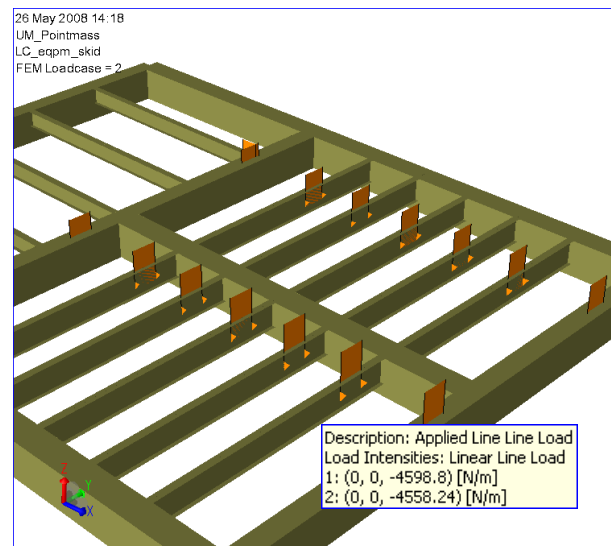 26 May 2008 14:18
UM_Pointmass
LC_eqpm_skid
FEM Loadcase = 2
Description: Applied Line Line Load
Load Intensities: Linear Line Load
1: (0, 0, -4598.8) [N/m]
2: (0, 0, -4558.24) [N/m]
Z
Y
X